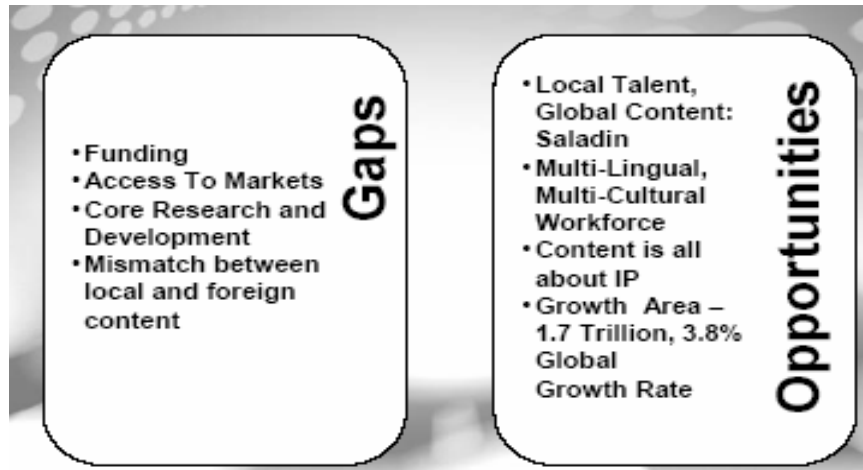 Gaps
•Funding
•Access To Markets
•Core Research and
Development
•Mismatch between
local and foreign
content
Opportunities
•Local Talent,
Global Content:
Saladin
•Multi-Lingual,
Multi-Cultural
Workforce
•Content is all
about IP
•Growth Area –
1.7 Trillion, 3.8%
Global
Growth Rate